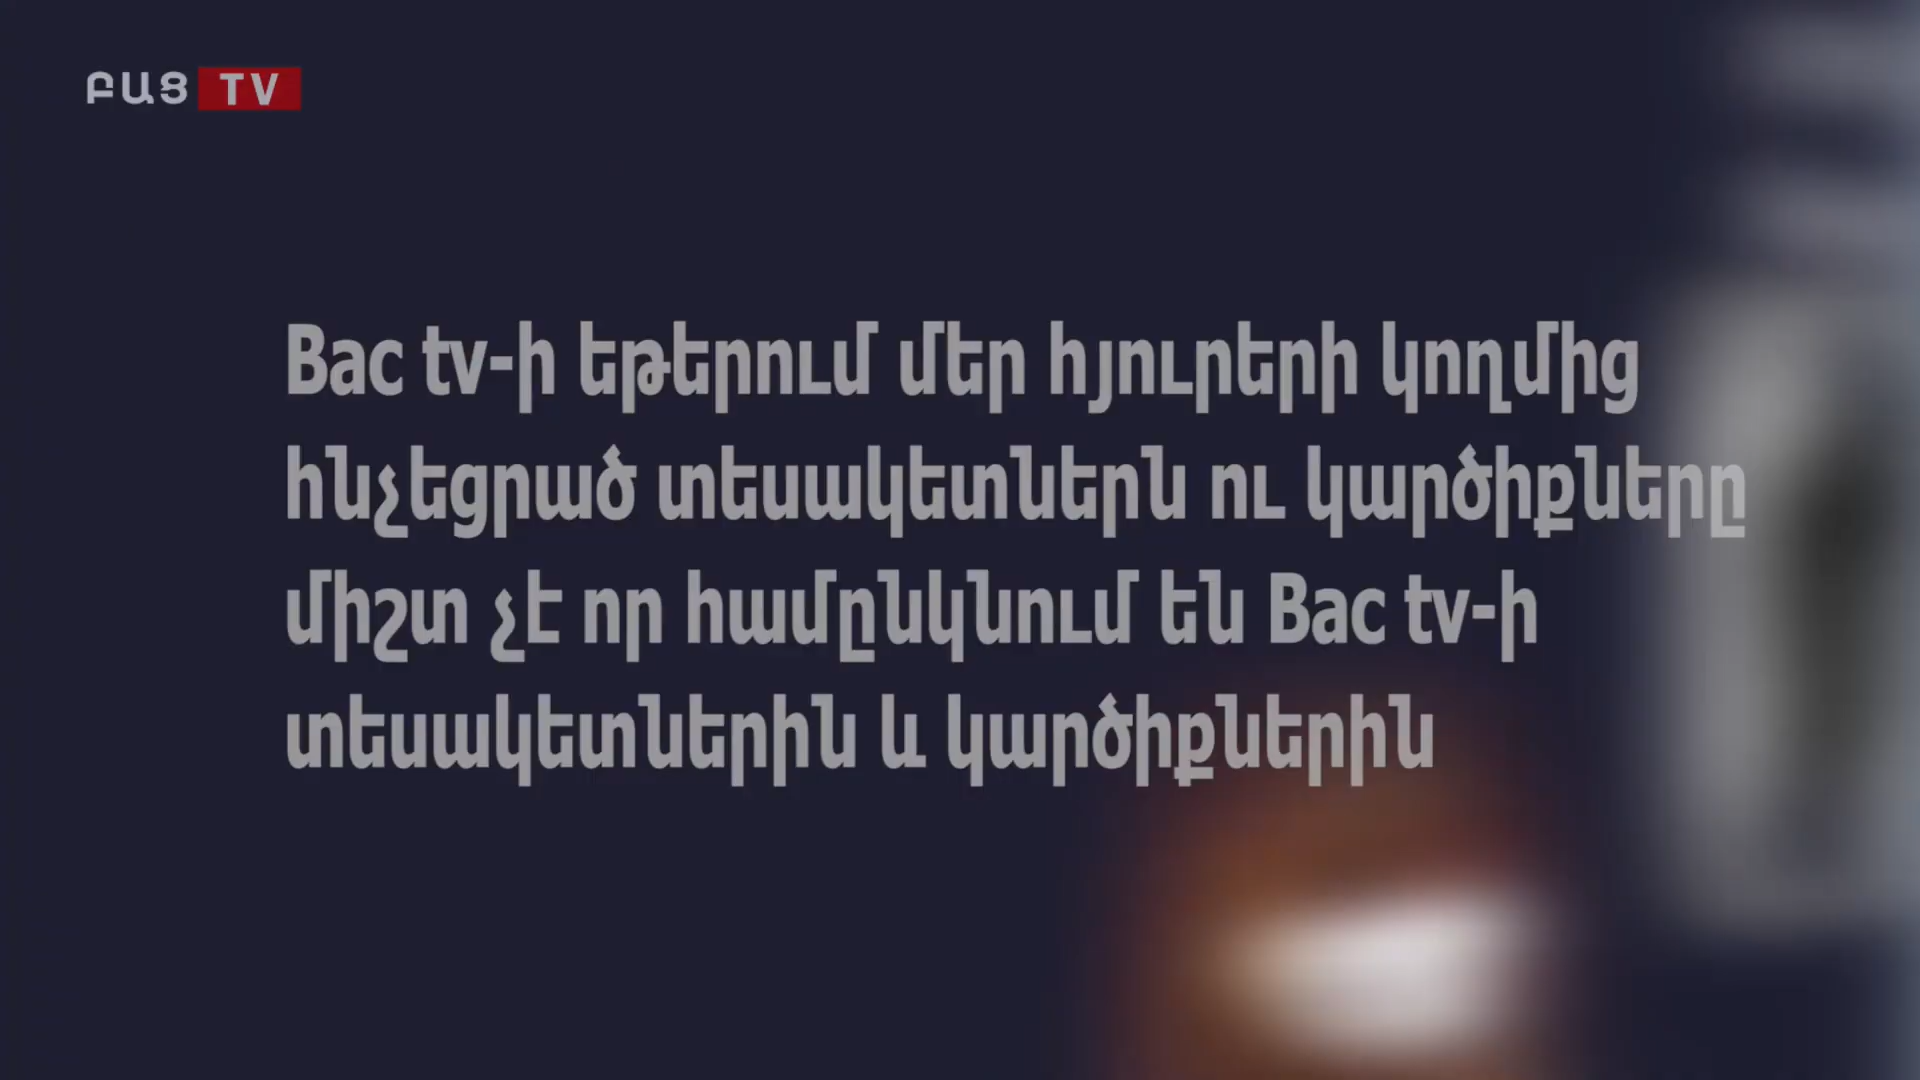 ԲԱՑ TV
Bac tv-ի եթերում մեր հյուրերի կողմից
հնչեցրած տեսակետներն ու կարծիքները
միշտ չէ որ համընկնում են Bac tv-ի
տեսակետներին և կարծիքներին